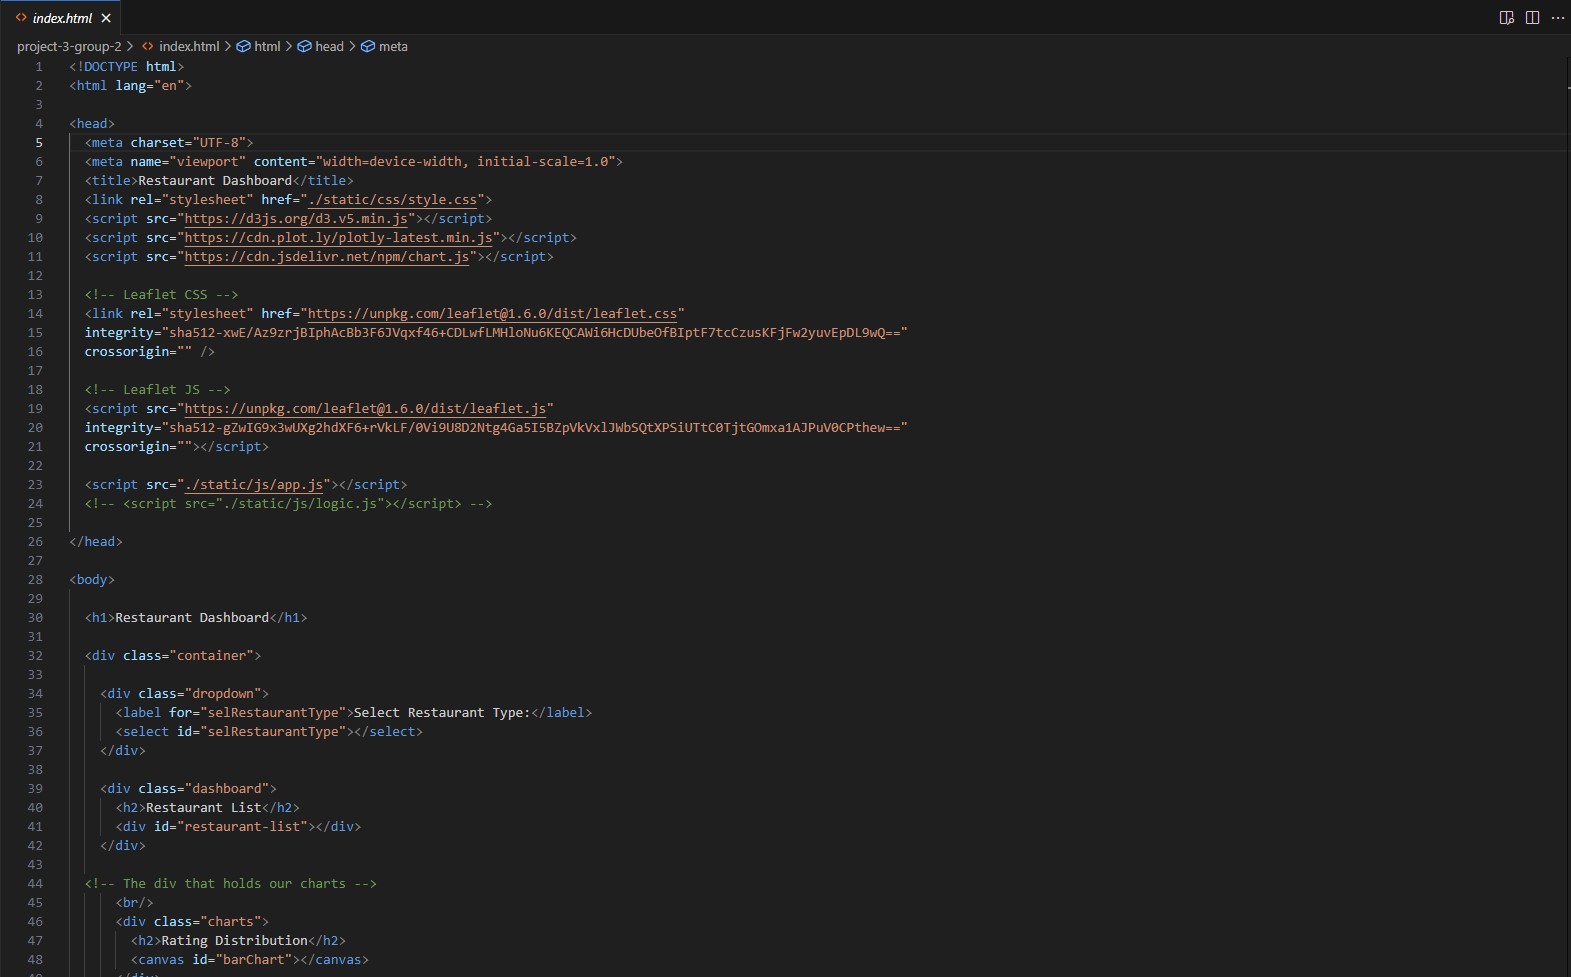 index.html
project-3-group-2 > index.html > html > head > meta
1 <!DOCTYPE html>
2 <html lang="en">
3
4 <head>
5 <meta charset="UTF-8">
6 <meta name="viewport" content="width=device-width, initial-scale=1.0">
7 <title>Restaurant Dashboard</title>
8 <link rel="stylesheet" href="./static/css/style.css">
9 <script src="https://d3js.org/d3.v5.min.js"></script>
10 <script src="https://cdn.plot.ly/plotly-latest.min.js"></script>
11 <script src="https://cdn.jsdelivr.net/npm/chart.js"></script>
12
13 <!-- Leaflet CSS -->
14 <link rel="stylesheet" href="https://unpkg.com/leaflet@1.6.0/dist/leaflet.css"
15 integrity="sha512-xwE/Az9zrjBIphAcBb3F6JVqxf46+CDLwfLMHloNu6KEQCAWi6HcDUbeOfBIptF7tcCzusKFjFw2yuvEpDL9wQ=="
16 crossorigin="" />
17
18 <!-- Leaflet JS -->
19 <script src="https://unpkg.com/leaflet@1.6.0/dist/leaflet.js"
20 integrity="sha512-gZwIG9x3wUXg2hdXF6+rVkLF/0Vi9U8D2Ntg4Ga5I5BZpVkVxlJWbSQtXPSiUTtC0TjtGOmxa1AJPuV0CPthew=="
21 crossorigin=""></script>
22
23 <script src="./static/js/app.js"></script>
24 <!-- <script src="./static/js/logic.js"></script> -->
25
26 </head>
27
28 <body>
29
30 <h1>Restaurant Dashboard</h1>
31
32 <div class="container">
33
34 <div class="dropdown">
35 <label for="selRestaurantType">Select Restaurant Type:</label>
36 <select id="selRestaurantType"></select>
37 </div>
38
39 <div class="dashboard">
40 <h2>Restaurant List</h2>
41 <div id="restaurant-list"></div>
42 </div>
43
44 <!-- The div that holds our charts -->
45 <br/>
46 <div class="charts">
47 <h2>Rating Distribution</h2>
48 <canvas id="barChart"></canvas>
49 </div>